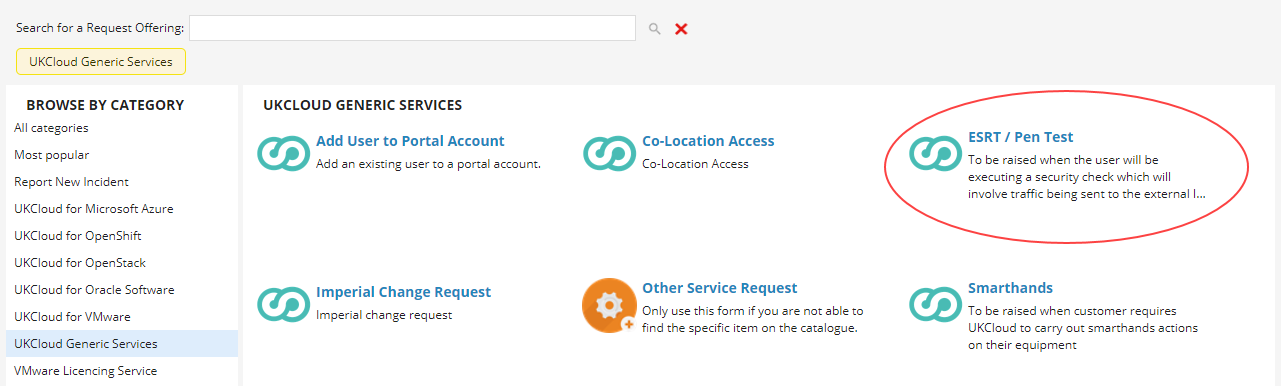 Search for a Request Offering:
UKCloud Generic Services
BROWSE BY CATEGORY
All categories
Most popular
Report New Incident
UKCloud for Microsoft Azure
UKCloud for OpenShift
UKCloud for OpenStack
UKCloud for Oracle Software
UKCloud for VMware
UKCloud Generic Services
VMware Licencing Service
UKCLOUD GENERIC SERVICES
Add User to Portal Account
Add an existing user to a portal account.
Co-Location Access
Co-Location Access
ESRT / Pen Test
To be raised when the user will be
executing a security check which will
involve traffic being sent to the external I...
Imperial Change Request
Imperial change request
Other Service Request
Only use this form if you are not able to
find the specific item on the catalogue.
Smarthands
To be raised when customer requires
UKCloud to carry out smarthands actions
on their equipment